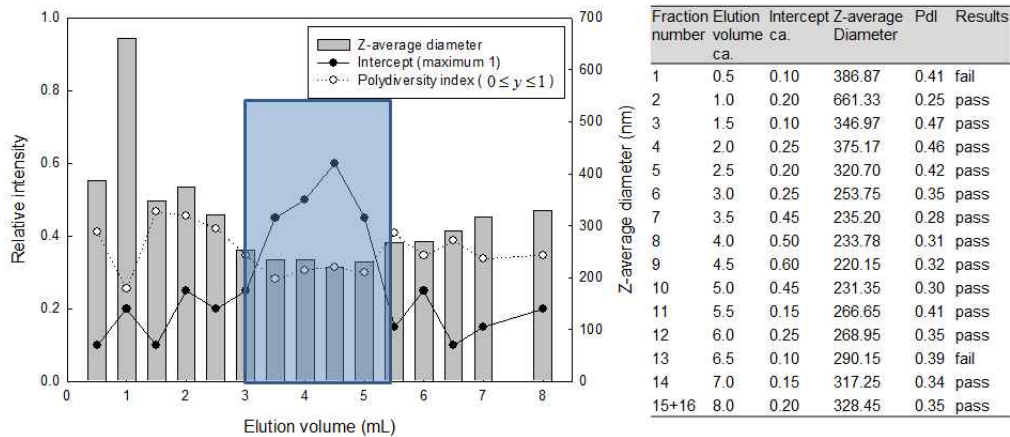 1.0
0.8
0.6
0.4
0.2
0.0
Relative intensity
Z-average diameter
Intercept (maximum 1)
Polydiversity index ( 0 ≤ y ≤ 1 )
700
600
500
400
300
200
100
0
Z-average diameter (nm)
0 1 2 3 4 5 6 7 8
Elution volume (mL)
Fraction Elution Intercept Z-average PdI Results
number volume ca. Diameter
ca.
1 0.5 0.10 386.87 0.41 fail
2 1.0 0.20 661.33 0.25 pass
3 1.5 0.10 346.97 0.47 pass
4 2.0 0.25 375.17 0.46 pass
5 2.5 0.20 320.70 0.42 pass
6 3.0 0.25 253.75 0.35 pass
7 3.5 0.45 235.20 0.28 pass
8 4.0 0.50 233.78 0.31 pass
9 4.5 0.60 220.15 0.32 pass
10 5.0 0.45 231.35 0.30 pass
11 5.5 0.15 266.65 0.41 pass
12 6.0 0.25 268.95 0.35 pass
13 6.5 0.10 290.15 0.39 fail
14 7.0 0.15 317.25 0.34 pass
15+16 8.0 0.20 328.45 0.35 pass